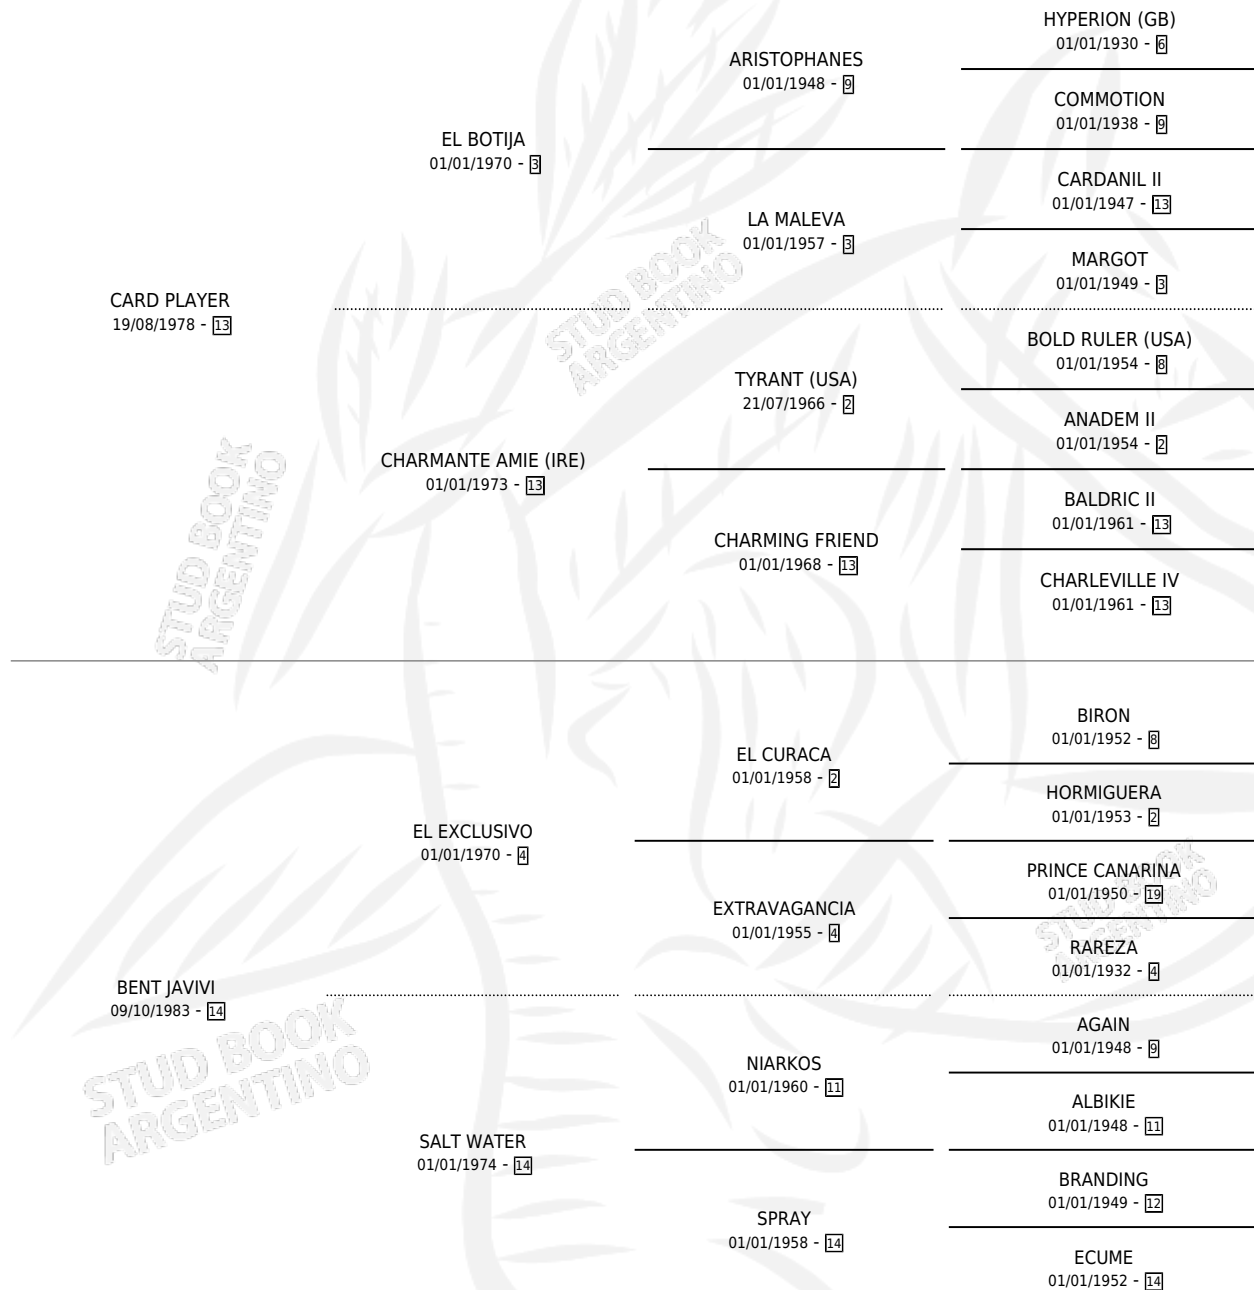 HYPERION (GB)
01/01/1930 - 6
ARISTOPHANES
01/01/1948 - 9
COMMOTION
01/01/1938 - 9
EL BOTIJA
01/01/1970 - 3
CARDANIL II
01/01/1947 - 13
LA MALEVA
01/01/1957 - 3
MARGOT
01/01/1949 - 3
CARD PLAYER
19/08/1978 - 13
BOLD RULER (USA)
01/01/1954 - 8
TYRANT (USA)
21/07/1966 - 2
ANADEM II
01/01/1954 - 2
CHARMANTE AMIE (IRE)
01/01/1973 - 13
BALDRIC II
01/01/1961 - 13
CHARMING FRIEND
01/01/1968 - 13
CHARLEVILLE IV
01/01/1961 - 13
BIRON
01/01/1952 - 8
EL CURACA
01/01/1958 - 2
HORMIGUERA
01/01/1953 - 2
EL EXCLUSIVO
01/01/1970 - 4
PRINCE CANARINA
01/01/1950 - 19
EXTRAVAGANCIA
01/01/1955 - 4
RAREZA
01/01/1932 - 4
BENT JAVIVI
09/10/1983 - 14
AGAIN
01/01/1948 - 9
NIARKOS
01/01/1960 - 11
ALBIKIE
01/01/1948 - 11
SALT WATER
01/01/1974 - 14
BRANDING
01/01/1949 - 12
SPRAY
01/01/1958 - 14
ECUME
01/01/1952 - 14
STUD BOOK
ARGENTINO
STUD BOOK
ARGENTINO
STUD BOOK
ARGENTINO
STUD BOOK
ARGENTINO